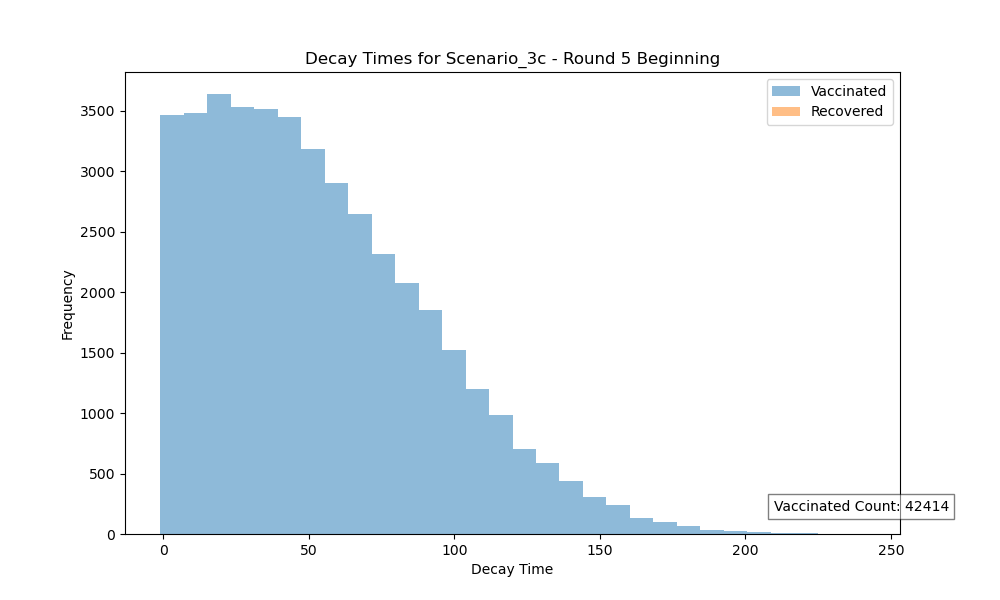 Decay Times for Scenario_3c - Round 5 Beginning
Vaccinated
Recovered
3500
3000
2500
2000
1500
1000
500
0
Frequency
Vaccinated Count: 42414
0 50 100 150 200 250
Decay Time